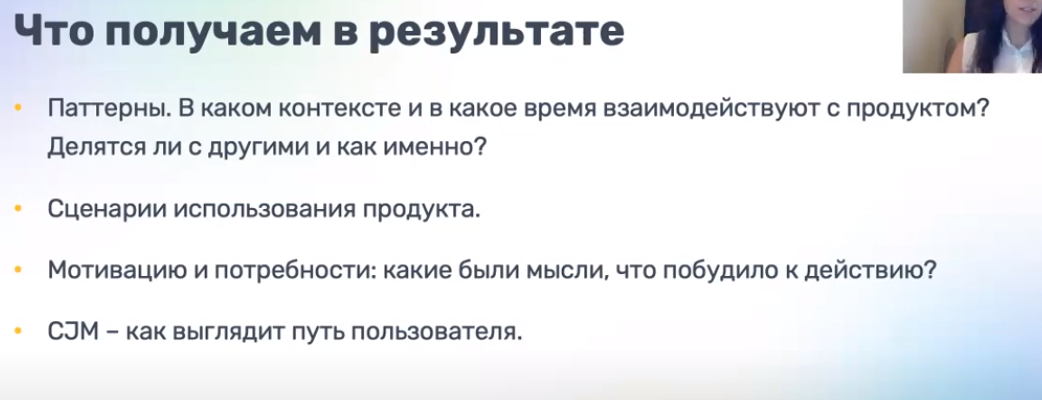 Что получаем в результате
• Паттерны. В каком контексте и в какое время взаимодействуют с продуктом?
Делятся ли с другими и как именно?
• Сценарии использования продукта.
• Мотивацию и потребности: какие были мысли, что побудило к действию?
• CJM – как выглядит путь пользователя.